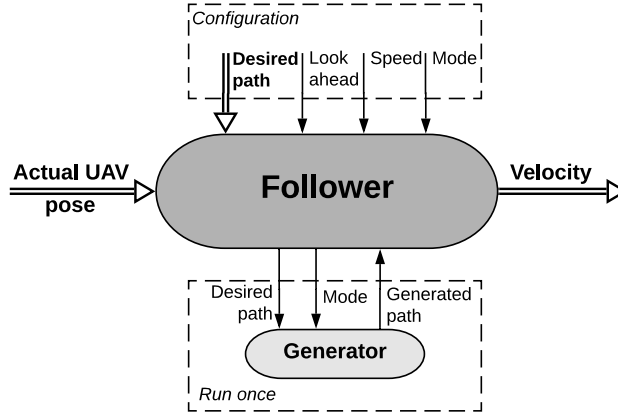 Configuration
Desired
path
Look
ahead
Speed
Mode
Actual UAV
pose
Follower
Velocity
Desired
path
Mode
Generated
path
Generator
Run once